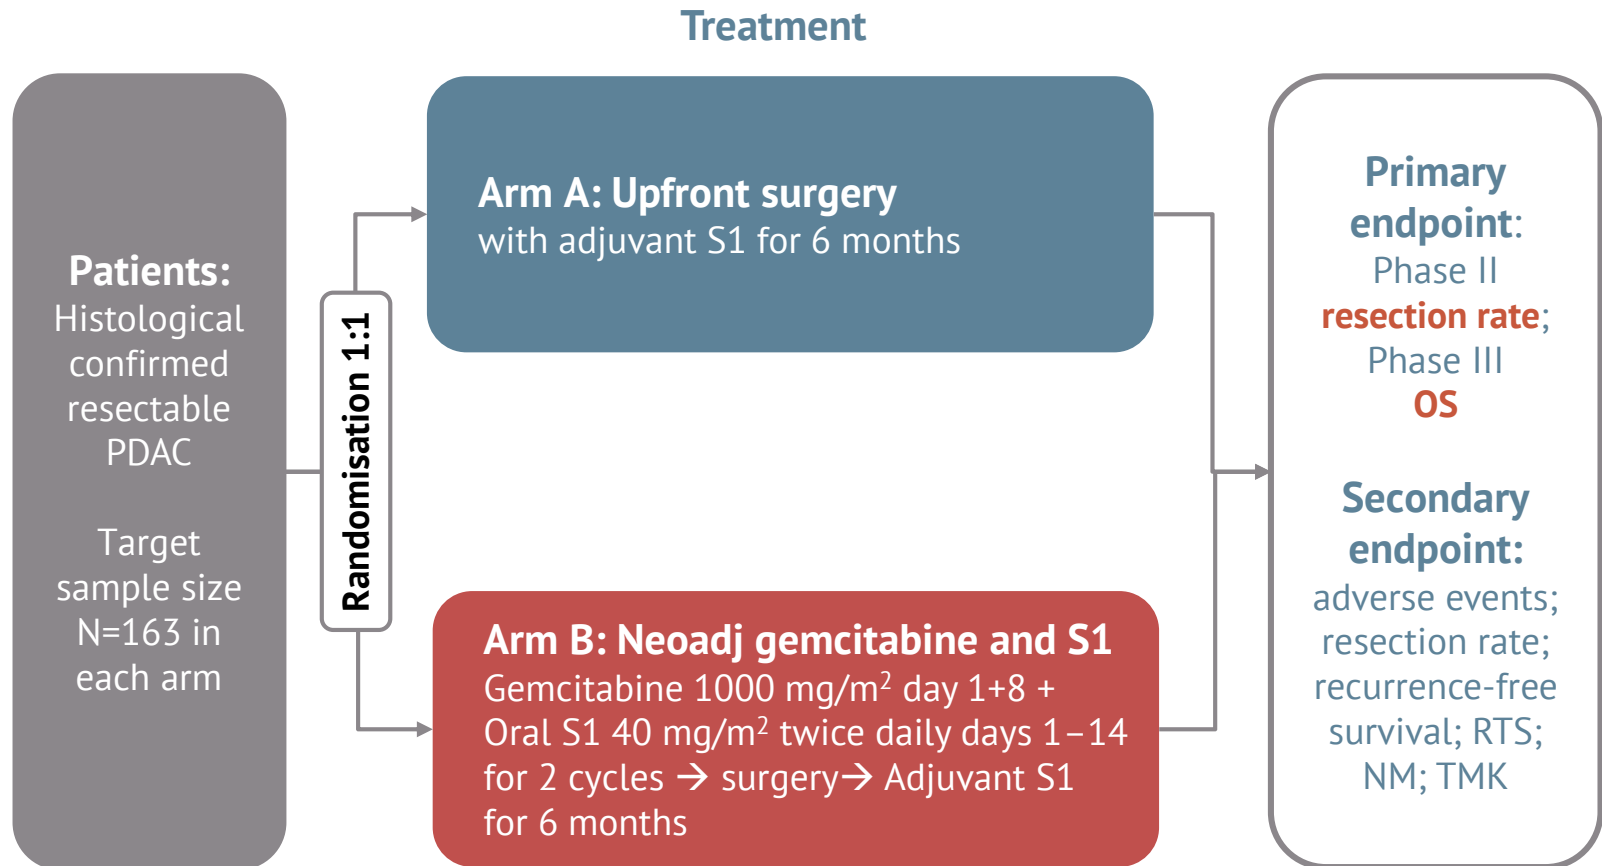 Treatment
Patients:
Histological
confirmed
resectable
PDAC
Target
sample size
N=163 in
each arm
Randomisation 1:1
Arm A: Upfront surgery
with adjuvant S1 for 6 months
Arm B: Neoadj gemcitabine and S1
Gemcitabine 1000 mg/m² day 1+8 +
Oral S1 40 mg/m² twice daily days 1–14
for 2 cycles → surgery→ Adjuvant S1
for 6 months
Primary
endpoint:
Phase II
resection rate;
Phase III
OS
Secondary
endpoint:
adverse events;
resection rate;
recurrence-free
survival; RTS;
NM; TMK